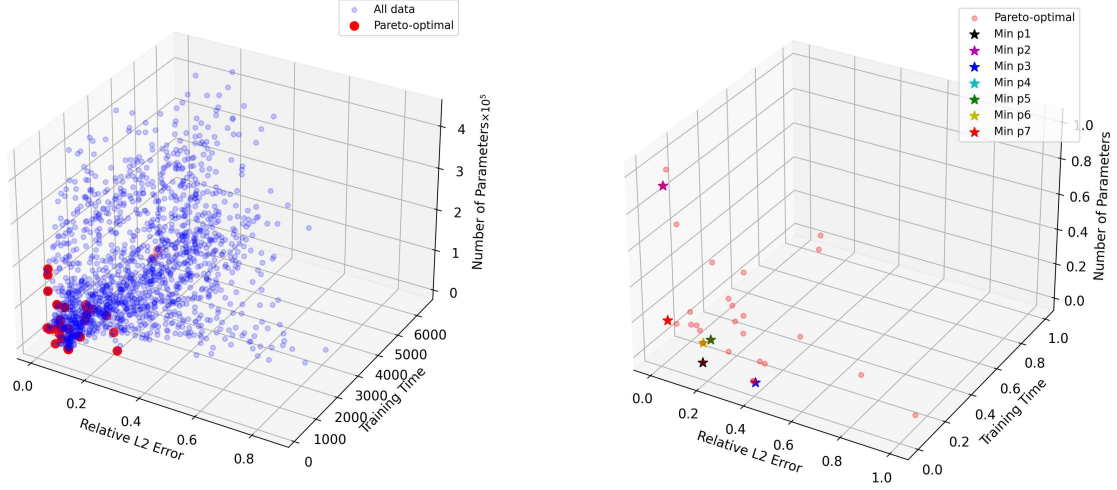 All data
Pareto-optimal
4
3
2
1
0
Number of Parameters×10⁵
6000
5000
4000
3000
2000
1000
0
Training Time
0.0
0.2
0.4
0.6
0.8
Relative L2 Error
Pareto-optimal
Min p1
Min p2
Min p3
Min p4
Min p5
Min p6
Min p7
1.0
0.8
0.6
0.4
0.2
0.0
Number of Parameters
1.0
0.8
0.6
0.4
0.2
0.0
Training Time
0.0
0.2
0.4
0.6
0.8
1.0
Relative L2 Error